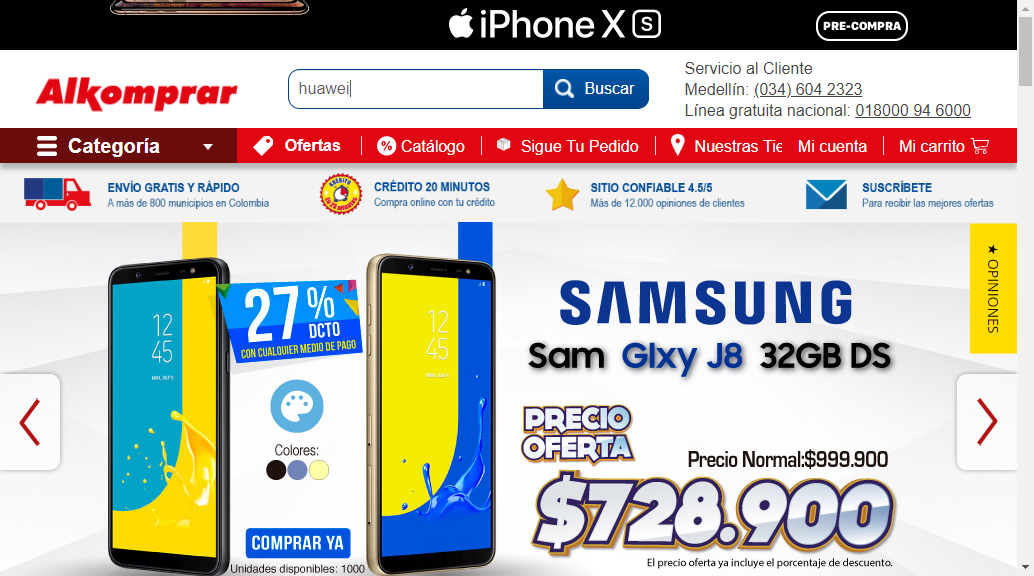 iPhone X S
PRE-COMPRA
Alkomprar
huawei
Buscar
Servicio al Cliente
Medellín: (034) 604 2323
Línea gratuita nacional: 018000 94 6000
Categoría
Ofertas
% Catálogo
Sigue Tu Pedido
Nuestras Tie
Mi cuenta
Mi carrito
ENVÍO GRATIS Y RÁPIDO
A más de 800 municipios en Colombia
CRÉDITO 20 MINUTOS
Compra online con tu crédito
SITIO CONFIABLE 4.5/5
Más de 12.000 opiniones de clientes
SUSCRÍBETE
Para recibir las mejores ofertas
★ OPINIONES
12
45
27% DCTO
CON CUALQUIER MEDIO DE PAGO
12
45
Colores:
COMPRAR YA
Unidades disponibles: 1000
SAMSUNG
Sam Glxy J8 32GB DS
PRECIO
OFERTA
Precio Normal:$999.900
$728.900
El precio oferta ya incluye el porcentaje de descuento.